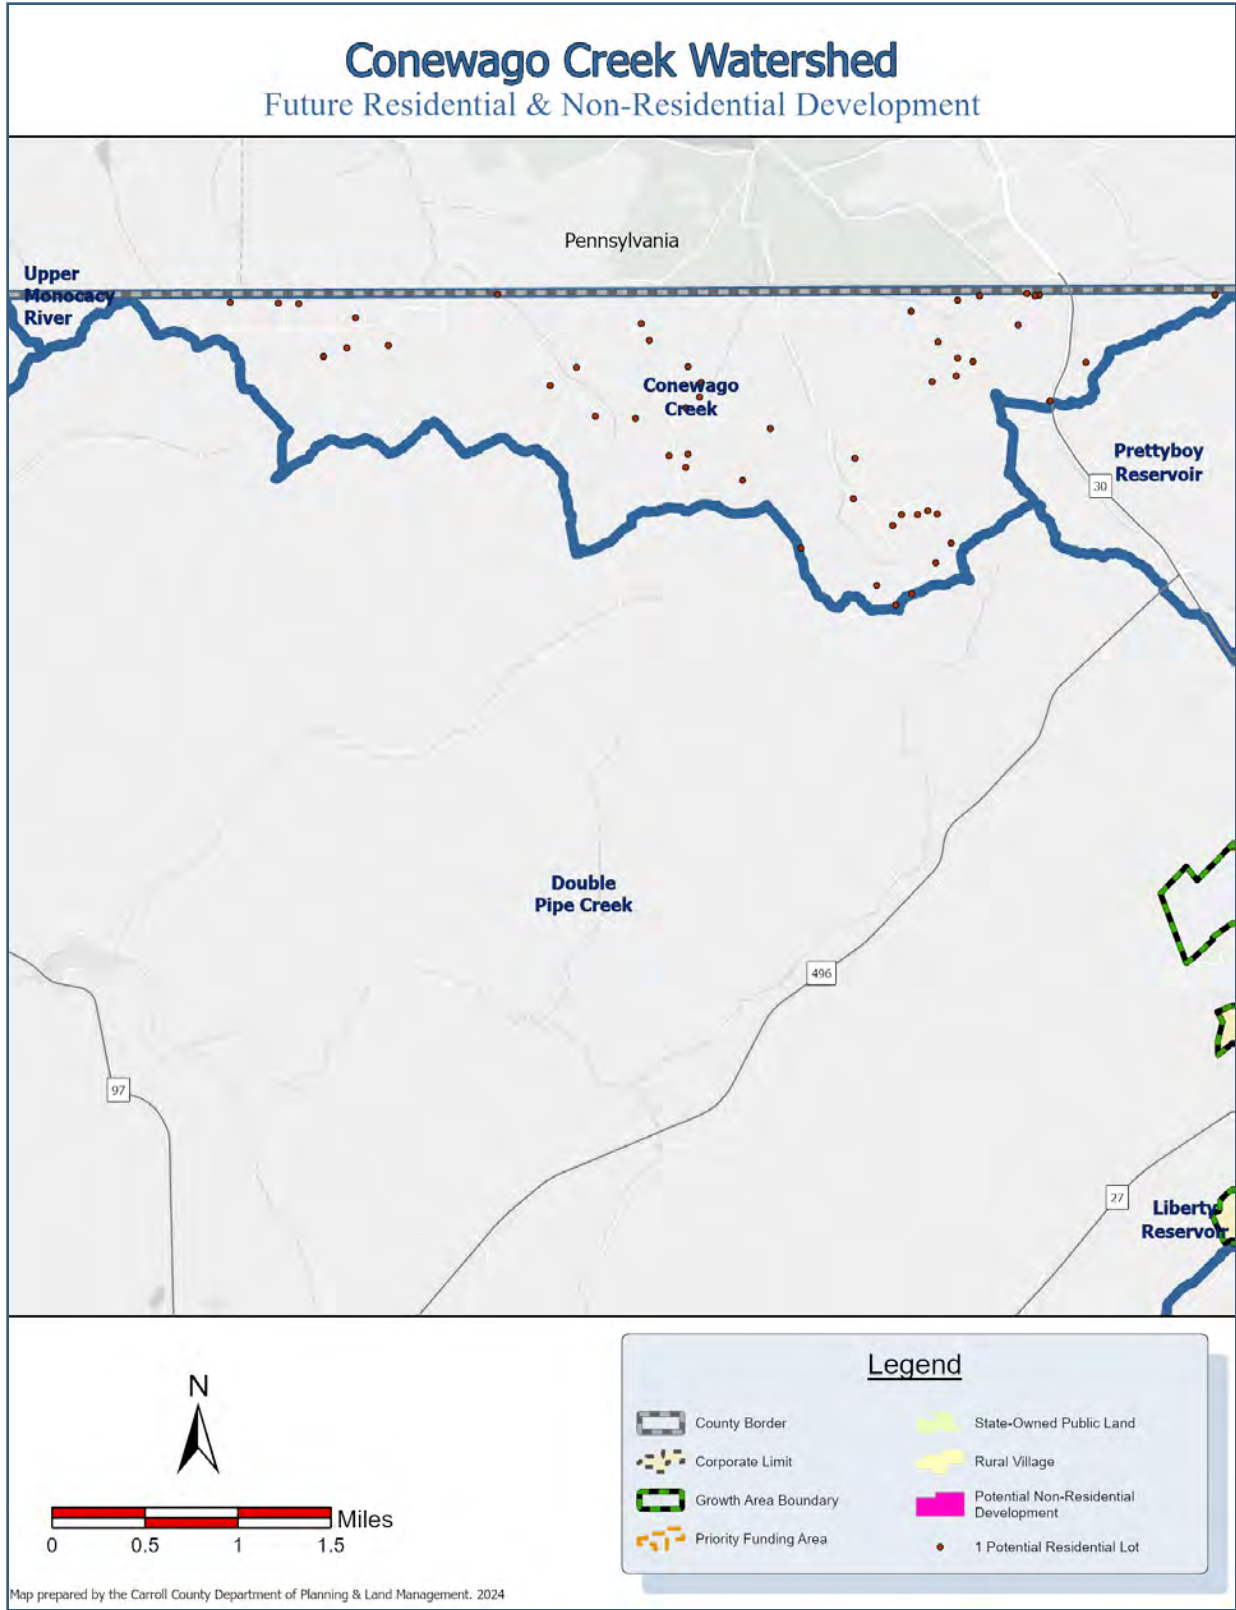 Conewago Creek Watershed
Future Residential & Non-Residential Development
Pennsylvania
Upper
Monocacy
River
Conewago
Creek
Prettyboy
Reservoir
30
Double
Pipe Creek
496
97
27
Liberty
Reservoir
N
Miles
0 0.5 1 1.5
Legend
County Border
Corporate Limit
Growth Area Boundary
Priority Funding Area
State-Owned Public Land
Rural Village
Potential Non-Residential
Development
1 Potential Residential Lot
Map prepared by the Carroll County Department of Planning & Land Management. 2024